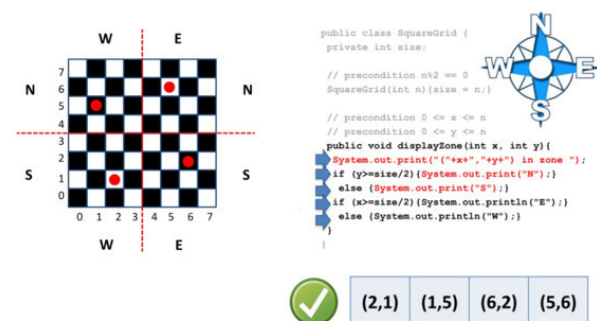 W E
7
6
5
4
3
2
1
0
N N
S S
0 1 2 3 4 5 6 7
W E
public class SquareGrid {
private int size;
// precondition n%2 == 0
SquareGrid(int n){size = n;}
// precondition 0 <= x <= n
// precondition 0 <= y <= n
public void displayZone(int x, int y){
System.out.print("("+x+","+y+") in zone ");
if (y>=size/2){System.out.print("N");}
else {System.out.print("S");}
if (x>=size/2){System.out.println("E");}
else {System.out.println("W");}
}
}
N
W E
S
(2,1) (1,5) (6,2) (5,6)